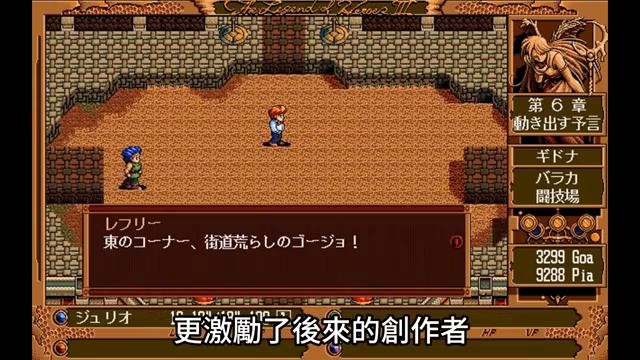 The Legend of Heroes III
第6章
動き出す予言
ギドナ
バラカ
闘技場
3299 Goa
9288 Pia
レフリー
東のコーナー、街道荒らしのゴージョ!
ジュリオ
HP VF
更激勵了後來的創作者